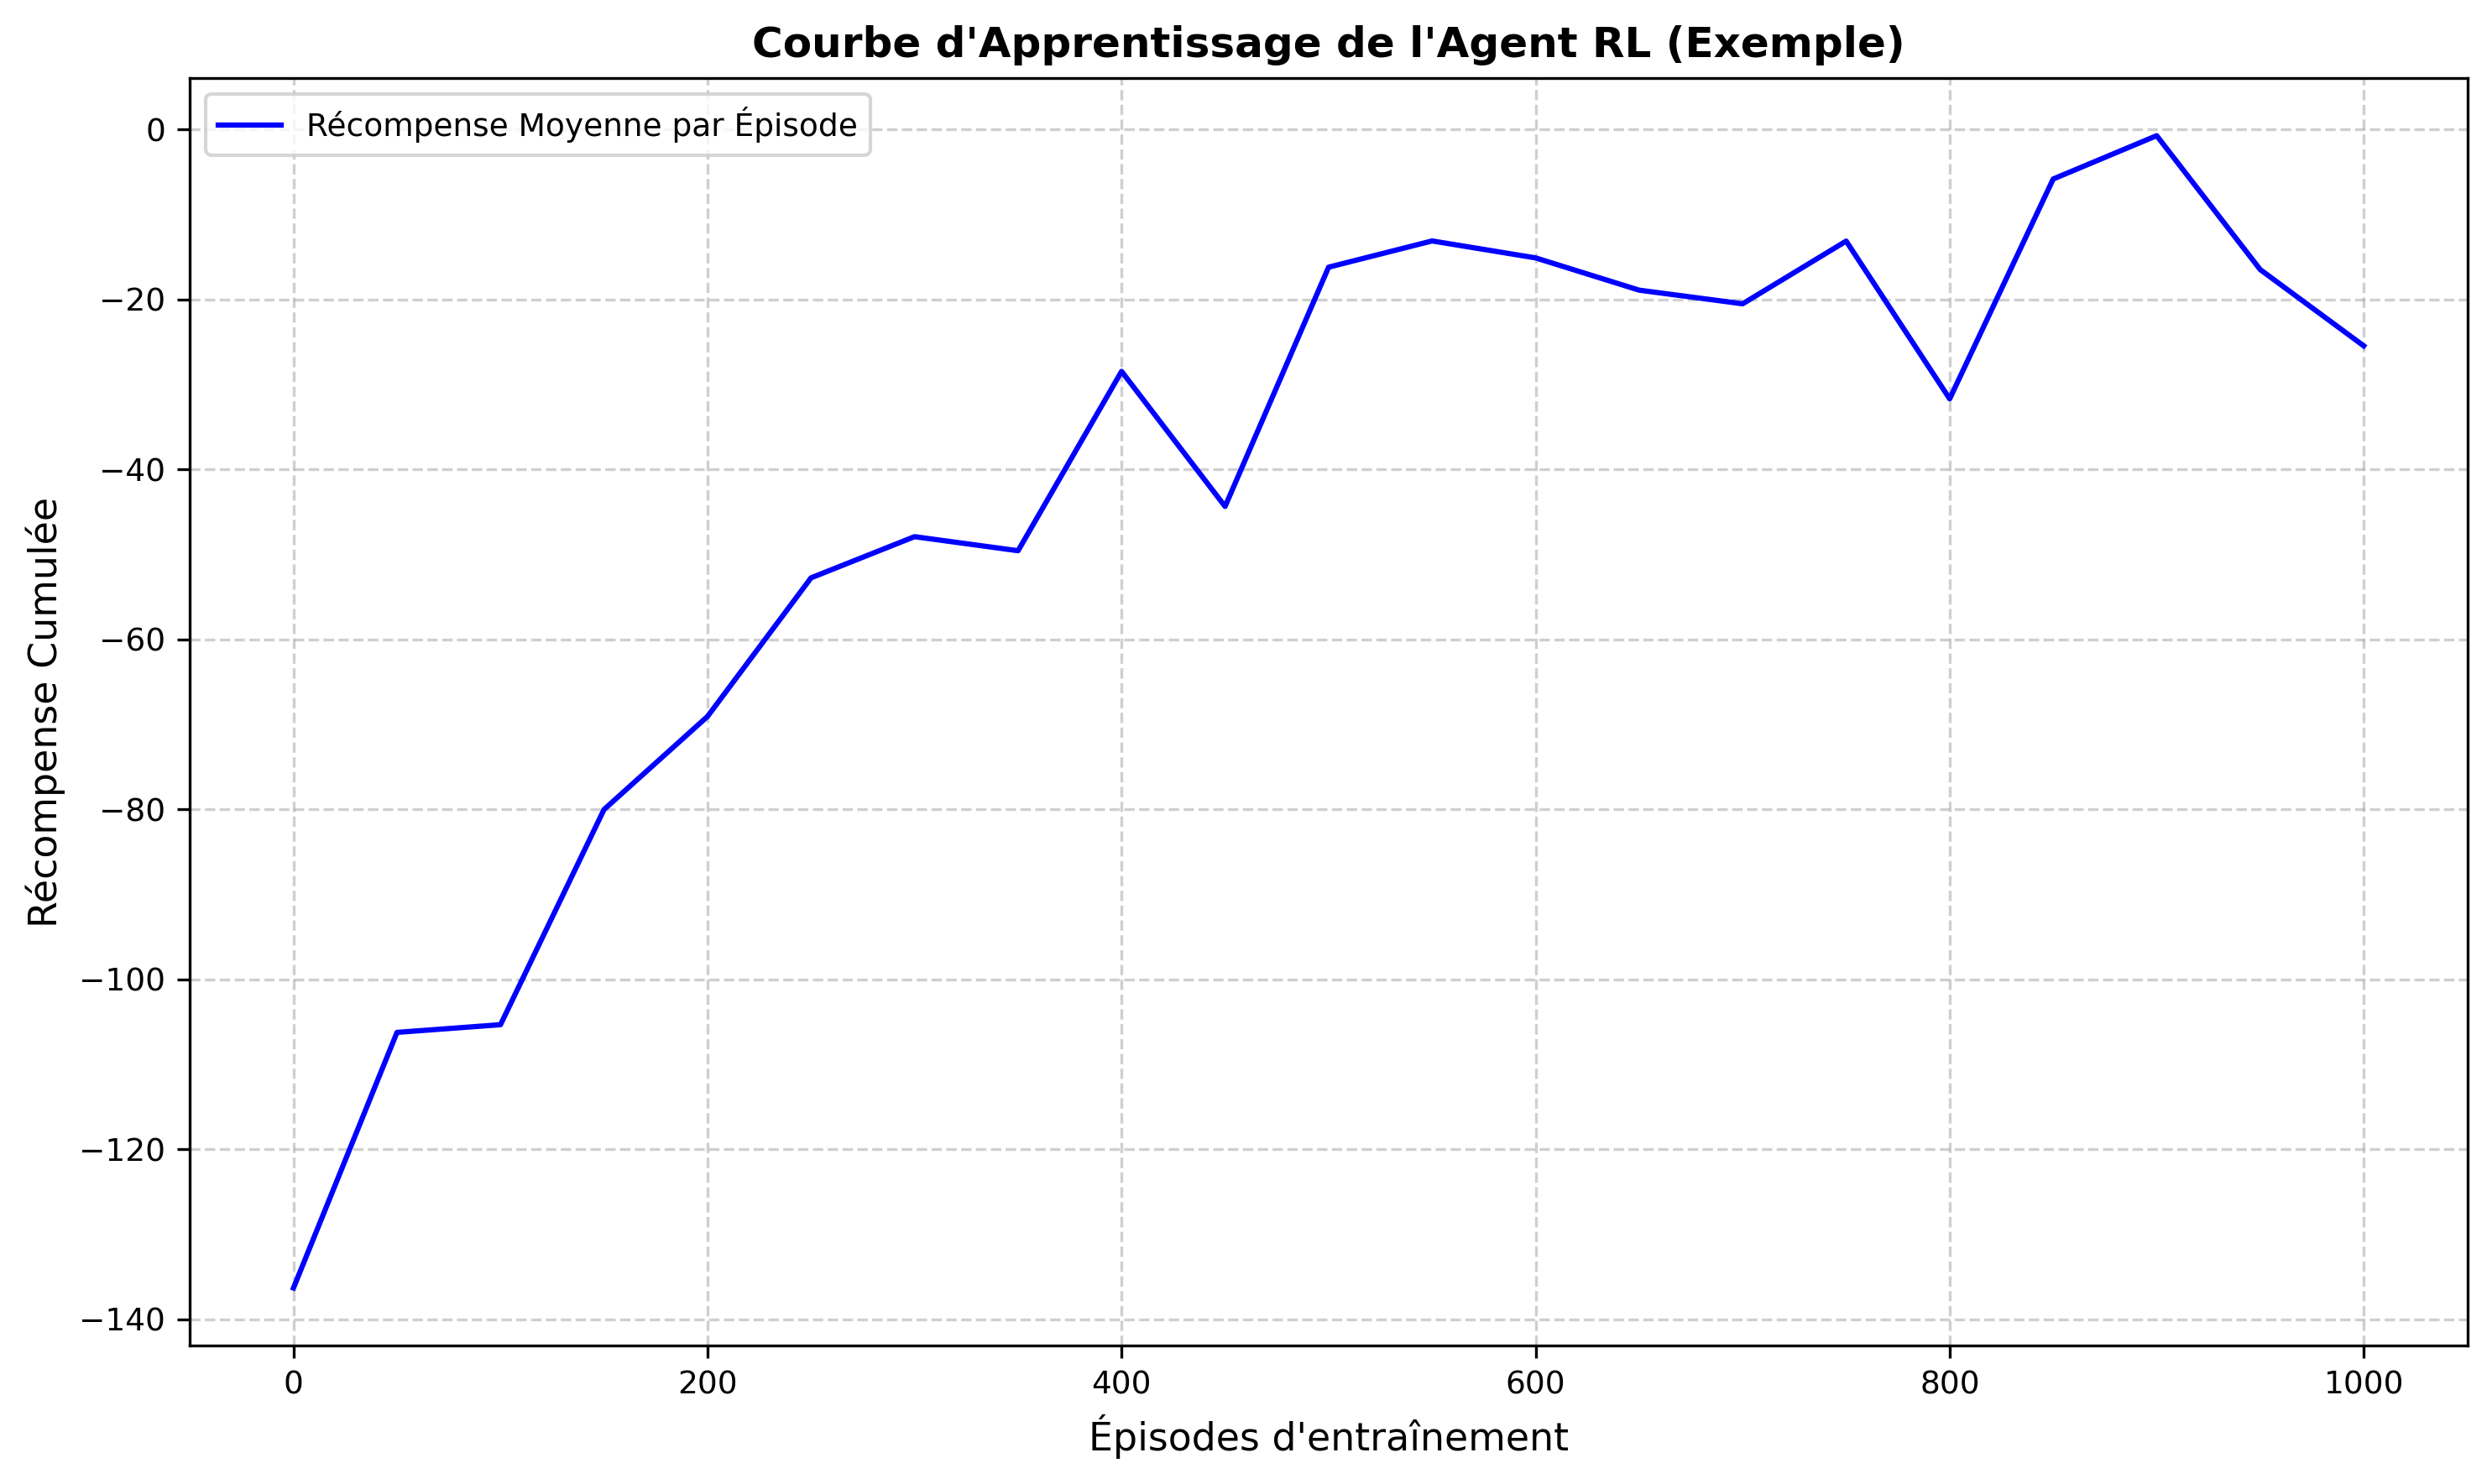 Courbe d'Apprentissage de l'Agent RL (Exemple)
Récompense Moyenne par Épisode
Récompense Cumulée
0
−20
−40
−60
−80
−100
−120
−140
0 200 400 600 800 1000
Épisodes d'entraînement